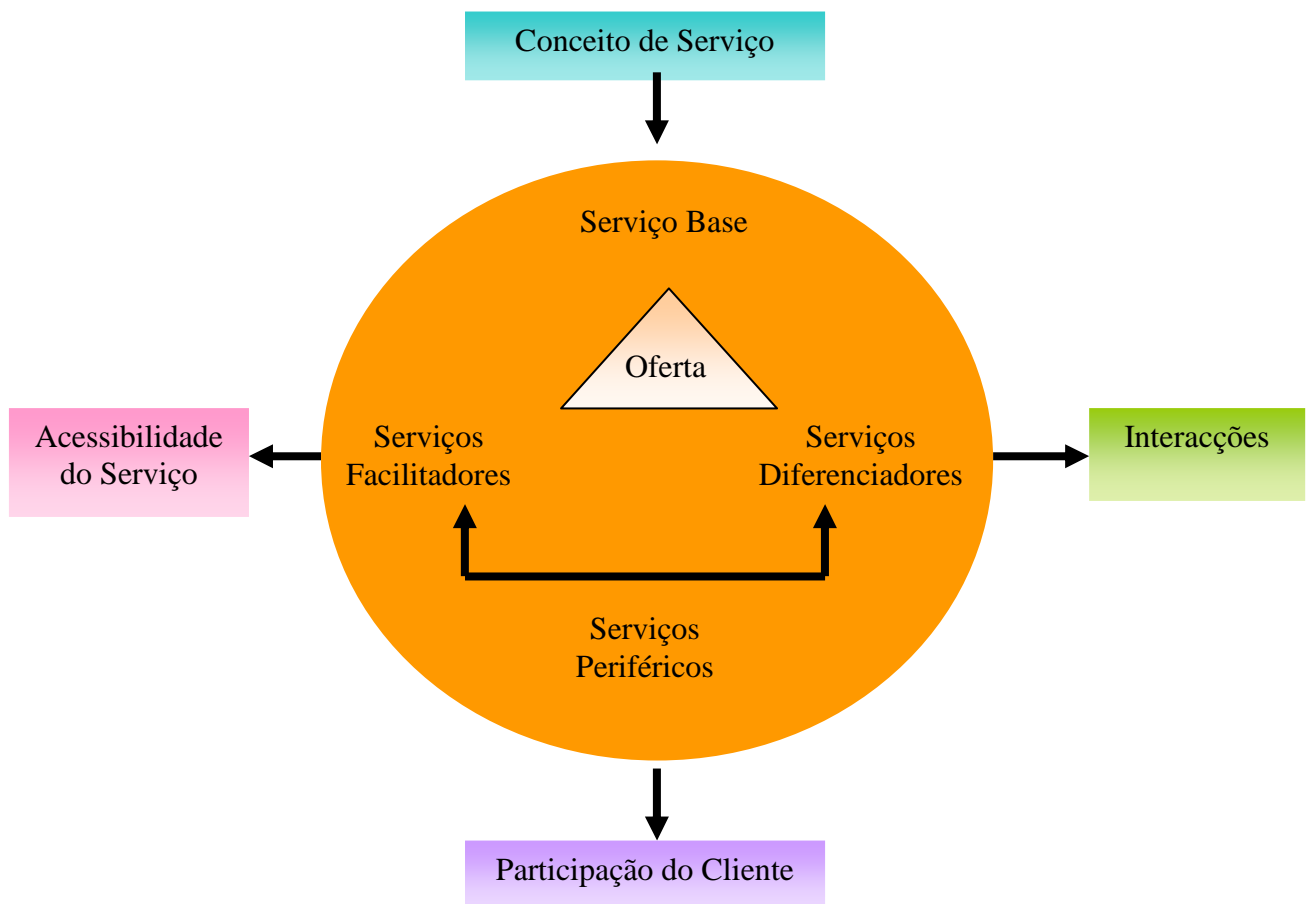 Conceito de Serviço
Serviço Base
Oferta
Acessibilidade
do Serviço
Serviços
Facilitadores
Serviços
Diferenciadores
Interacções
Serviços
Periféricos
Participação do Cliente